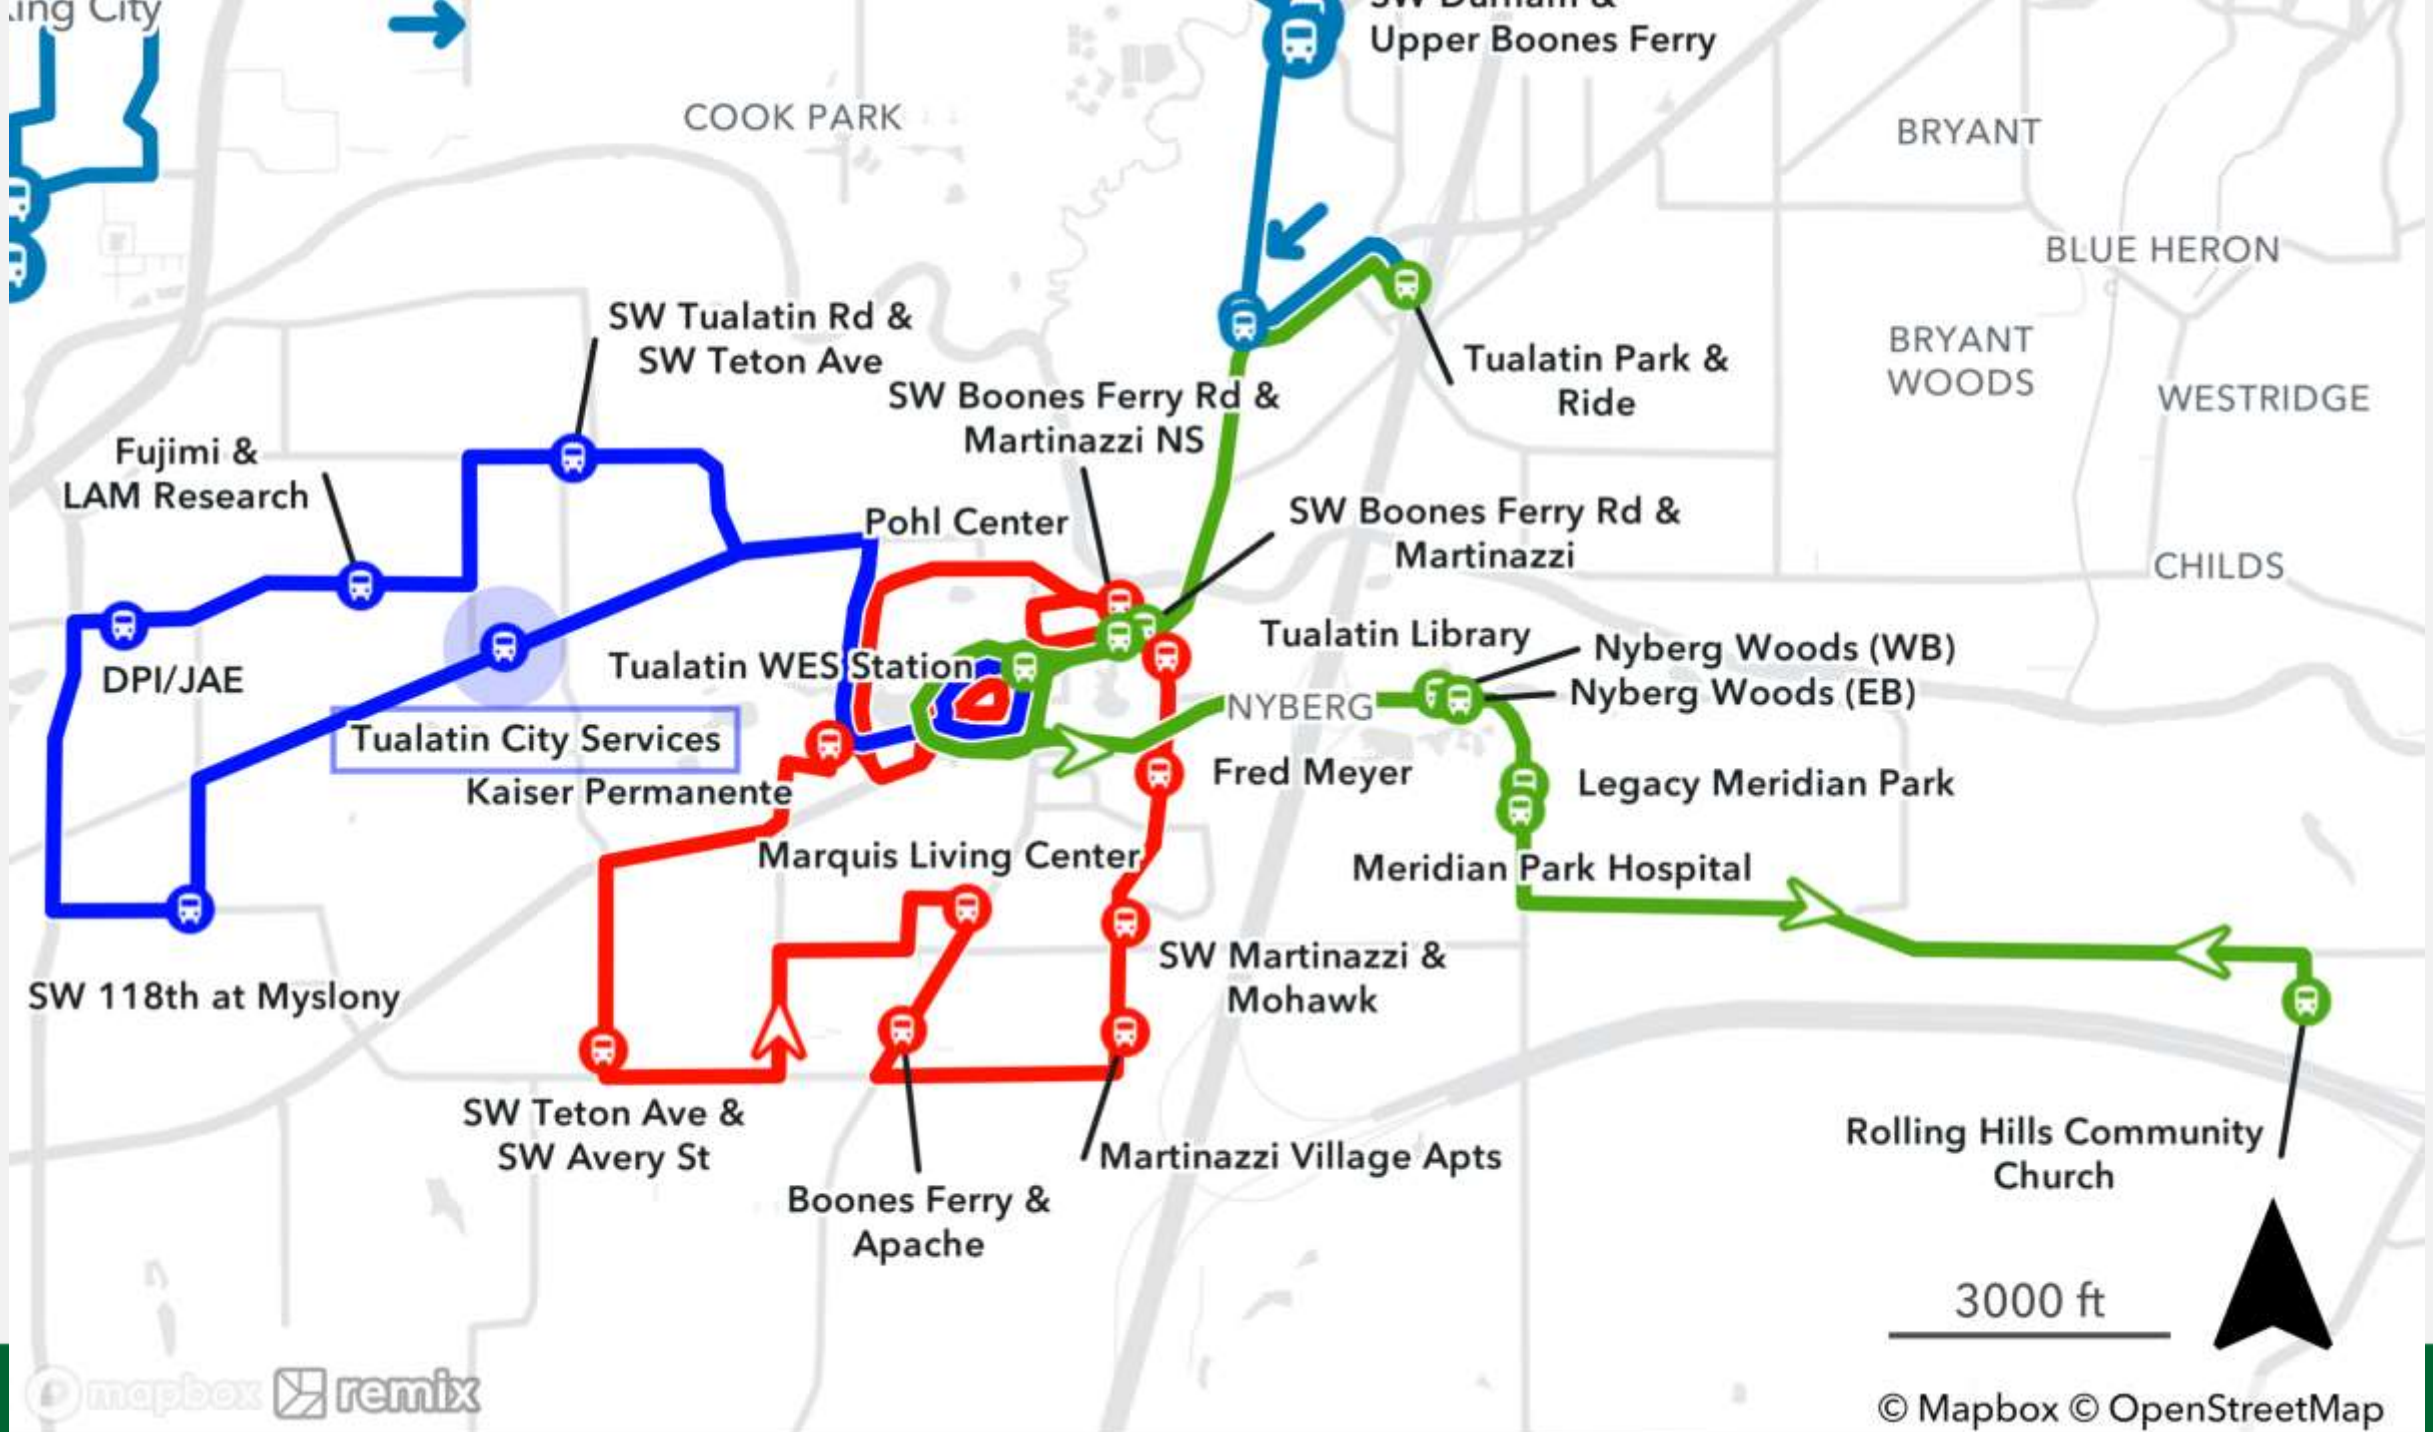 King City
SW Durham &
Upper Boones Ferry
COOK PARK
BRYANT
BLUE HERON
SW Tualatin Rd &
SW Teton Ave
Tualatin Park &
Ride
BRYANT
WOODS
WESTRIDGE
SW Boones Ferry Rd &
Martinazzi NS
Fujimi &
LAM Research
Pohl Center
SW Boones Ferry Rd &
Martinazzi
CHILDS
Tualatin Library
Nyberg Woods (WB)
Nyberg Woods (EB)
DPI/JAE
Tualatin WES Station
NYBERG
Tualatin City Services
Kaiser Permanente
Fred Meyer
Legacy Meridian Park
Marquis Living Center
Meridian Park Hospital
SW Martinazzi &
Mohawk
SW 118th at Myslony
SW Teton Ave &
SW Avery St
Martinazzi Village Apts
Rolling Hills Community
Church
Boones Ferry &
Apache
3000 ft
mapbox remix
© Mapbox © OpenStreetMap